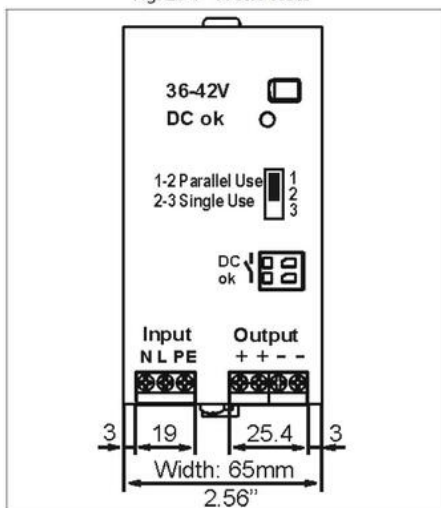 36-42V
DC ok
1-2 Parallel Use
2-3 Single Use
1
2
3
DC
ok
Input Output
N L PE + + - -
3 19 25.4 3
Width: 65mm
2.56"